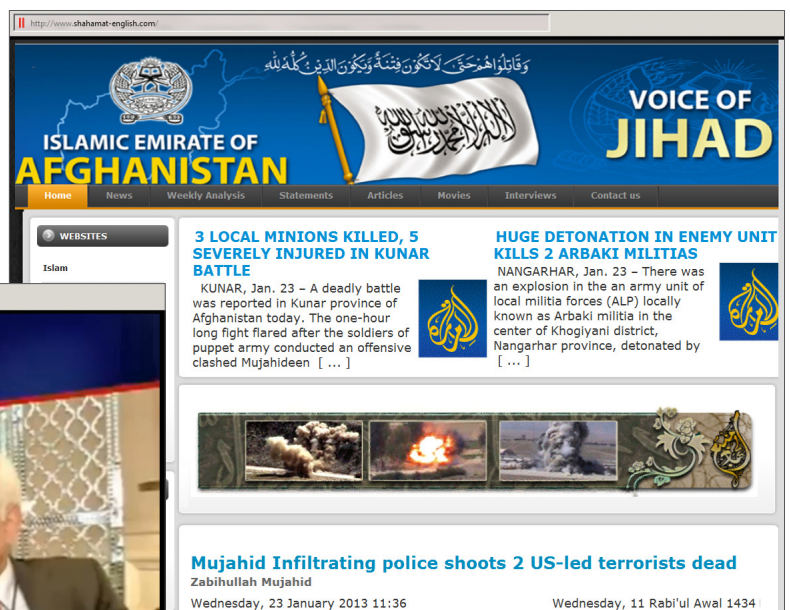 http://www.shahamat-english.com/
وَقَاتِلُوا هُمْ حَتَّىٰ لَا تَكُونَ فِتْنَةٌ وَيَكُونَ الدِّينُ كُلُّهُ لِلَّهِ
لا إله إلا الله محمد رسول الله
ISLAMIC EMIRATE OF
AFGHANISTAN
VOICE OF
JIHAD
Home News Weekly Analysis Statements Articles Movies Interviews Contact us
WEBSITES
Islam
3 LOCAL MINIONS KILLED, 5
SEVERELY INJURED IN KUNAR
BATTLE
KUNAR, Jan. 23 – A deadly battle
was reported in Kunar province of
Afghanistan today. The one-hour
long fight flared after the soldiers of
puppet army conducted an offensive
clashed Mujahideen [ ... ]
HUGE DETONATION IN ENEMY UNIT
KILLS 2 ARBAKI MILITIAS
NANGARHAR, Jan. 23 – There was
an explosion in the an army unit of
local militia forces (ALP) locally
known as Arbaki militia in the
center of Khogiyani district,
Nangarhar province, detonated by
[ ... ]
Mujahid Infiltrating police shoots 2 US-led terrorists dead
Zabihullah Mujahid
Wednesday, 23 January 2013 11:36
Wednesday, 11 Rabi'ul Awal 1434